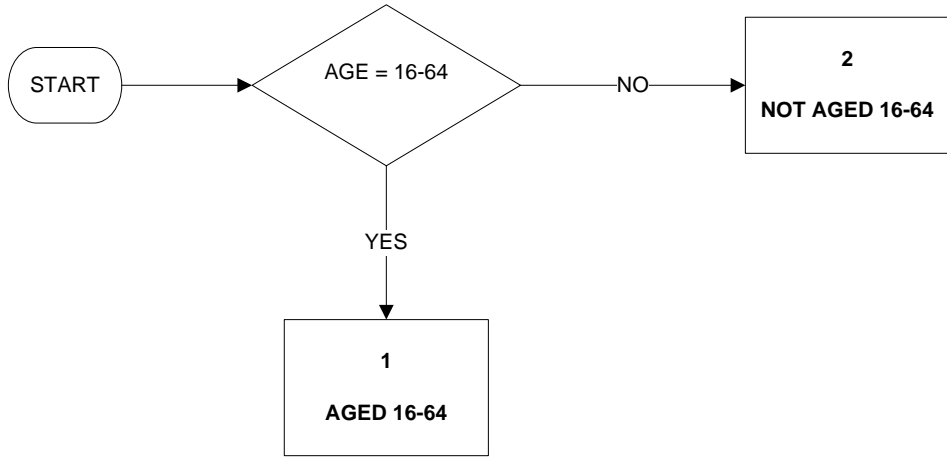 START
AGE = 16-64
NO
2
NOT AGED 16-64
YES
1
AGED 16-64